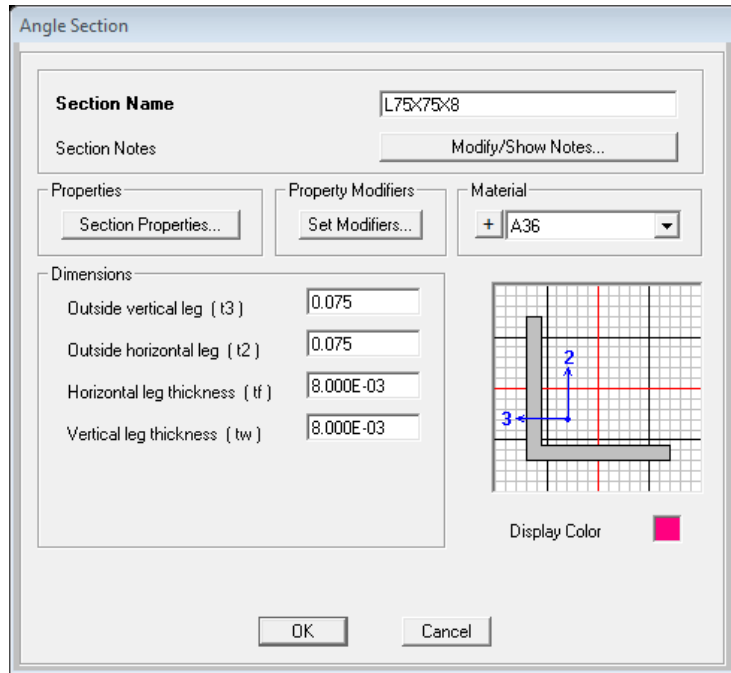 Angle Section
Section Name L75X75X8
Section Notes Modify/Show Notes...
Properties Property Modifiers Material
Section Properties... Set Modifiers... + A36
Dimensions
Outside vertical leg ( t3 ) 0.075
Outside horizontal leg ( t2 ) 0.075
Horizontal leg thickness ( tf ) 8.000E-03
Vertical leg thickness ( tw ) 8.000E-03
2
3
Display Color
OK Cancel